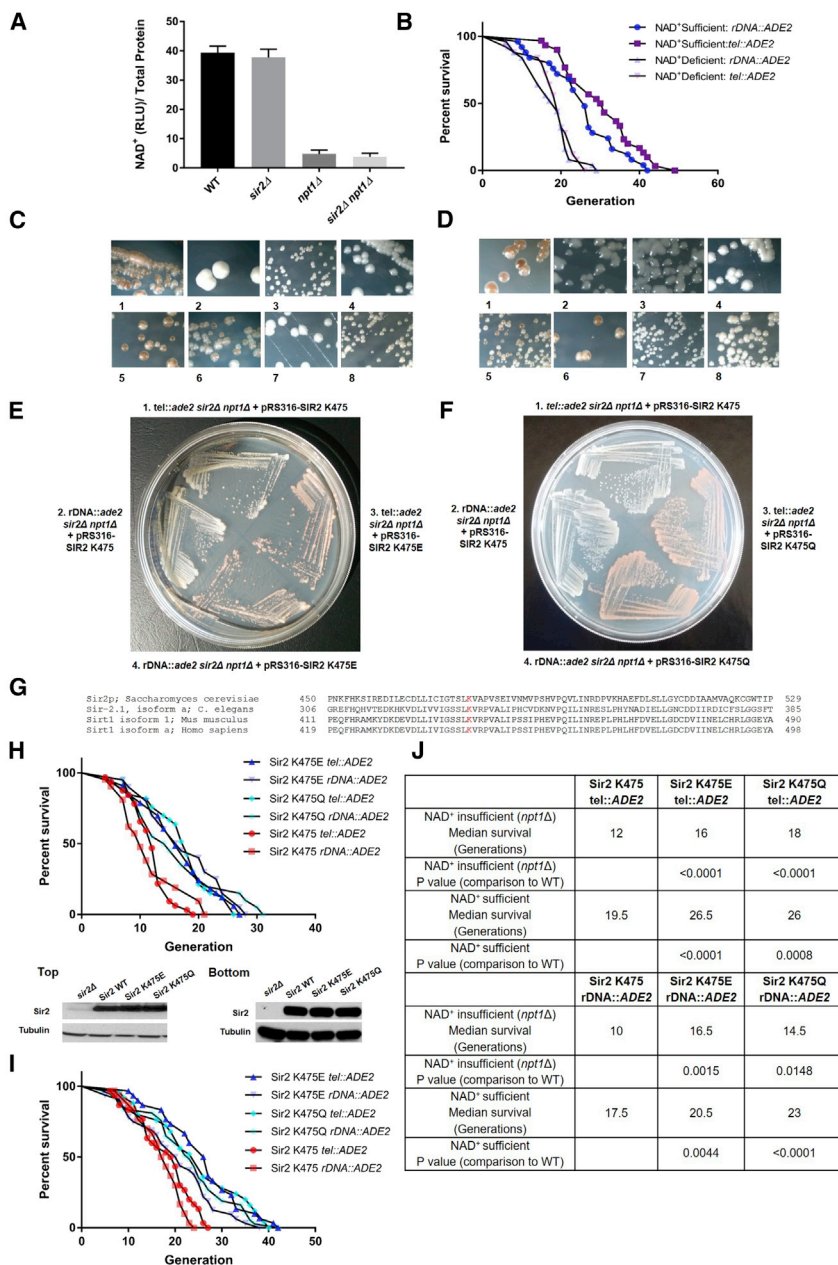 A
NAD+ (RLU)/ Total Protein
50
40
30
20
10
0
WT
sir2Δ
npt1Δ
sir2Δ npt1Δ
B
Percent survival
100
50
0
0
20
40
60
Generation
NAD+Sufficient: rDNA::ADE2
NAD+Sufficient:tel::ADE2
NAD+Deficient: rDNA::ADE2
NAD+Deficient: tel::ADE2
C
1
2
3
4
5
6
7
8
D
1
2
3
4
5
6
7
8
E
1. tel::ade2 sir2Δ npt1Δ + pRS316-SIR2 K475
2. rDNA::ade2
sir2Δ npt1Δ
+ pRS316-
SIR2 K475
3. tel::ade2
sir2Δ npt1Δ
+ pRS316-
SIR2 K475E
4. rDNA::ade2 sir2Δ npt1Δ + pRS316-SIR2 K475E
F
1. tel::ade2 sir2Δ npt1Δ + pRS316-SIR2 K475
2. rDNA::ade2
sir2Δ npt1Δ
+ pRS316-
SIR2 K475
3. tel::ade2
sir2Δ npt1Δ
+ pRS316-
SIR2 K475Q
4. rDNA::ade2 sir2Δ npt1Δ + pRS316-SIR2 K475Q
G
Sir2p; Saccharomyces cerevisiae 450 PNKFHKSIREDILECDLLICIGTSLKVAPVSEIVNMVPSHVPQVLINRDPVKHAEFDLSLLGYCDDIAAMVAQKCGWTIP 529
Sir-2.1, isoform a; C. elegans 306 GREFHQHVTEDKHKVDLIIVIGSSLKVRPVALIPHCVDKNVPQILINRESLPHYNADIELLGNCDDIIRDICFSLGGSFT 385
Sirt1 isoform 1; Mus musculus 411 PEQFHRAMKYDKDEVDLLIVIGSSLKVRPVALIPSSIPHEVPQILINREPLPHLHFDVELLGDCDVIINELCHRLGGEYA 490
Sirt1 isoform a; Homo sapiens 419 PEQFHRAMKYDKDEVDLLIVIGSSLKVRPVALIPSSIPHEVPQILINREPLPHLHFDVELLGDCDVIINELCHRLGGEYA 498
H
Percent survival
100
50
0
0
10
20
30
40
Generation
Sir2 K475E tel::ADE2
Sir2 K475E rDNA::ADE2
Sir2 K475Q tel::ADE2
Sir2 K475Q rDNA::ADE2
Sir2 K475 tel::ADE2
Sir2 K475 rDNA::ADE2
Top
sir2Δ
Sir2 WT
Sir2 K475E
Sir2 K475Q
Sir2
Tubulin
Bottom
sir2Δ
Sir2 WT
Sir2 K475E
Sir2 K475Q
Sir2
Tubulin
I
Percent survival
100
50
0
0
10
20
30
40
50
Generation
Sir2 K475E tel::ADE2
Sir2 K475E rDNA::ADE2
Sir2 K475Q tel::ADE2
Sir2 K475Q rDNA::ADE2
Sir2 K475 tel::ADE2
Sir2 K475 rDNA::ADE2
J
Sir2 K475 tel::ADE2 Sir2 K475E tel::ADE2 Sir2 K475Q tel::ADE2
NAD+ insufficient (npt1Δ) Median survival (Generations) 12 16 18
NAD+ insufficient (npt1Δ) P value (comparison to WT) <0.0001 <0.0001
NAD+ sufficient Median survival (Generations) 19.5 26.5 26
NAD+ sufficient P value (comparison to WT) <0.0001 0.0008
Sir2 K475 rDNA::ADE2 Sir2 K475E rDNA::ADE2 Sir2 K475Q rDNA::ADE2
NAD+ insufficient (npt1Δ) Median survival (Generations) 10 16.5 14.5
NAD+ insufficient (npt1Δ) P value (comparison to WT) 0.0015 0.0148
NAD+ sufficient Median survival (Generations) 17.5 20.5 23
NAD+ sufficient P value (comparison to WT) 0.0044 <0.0001